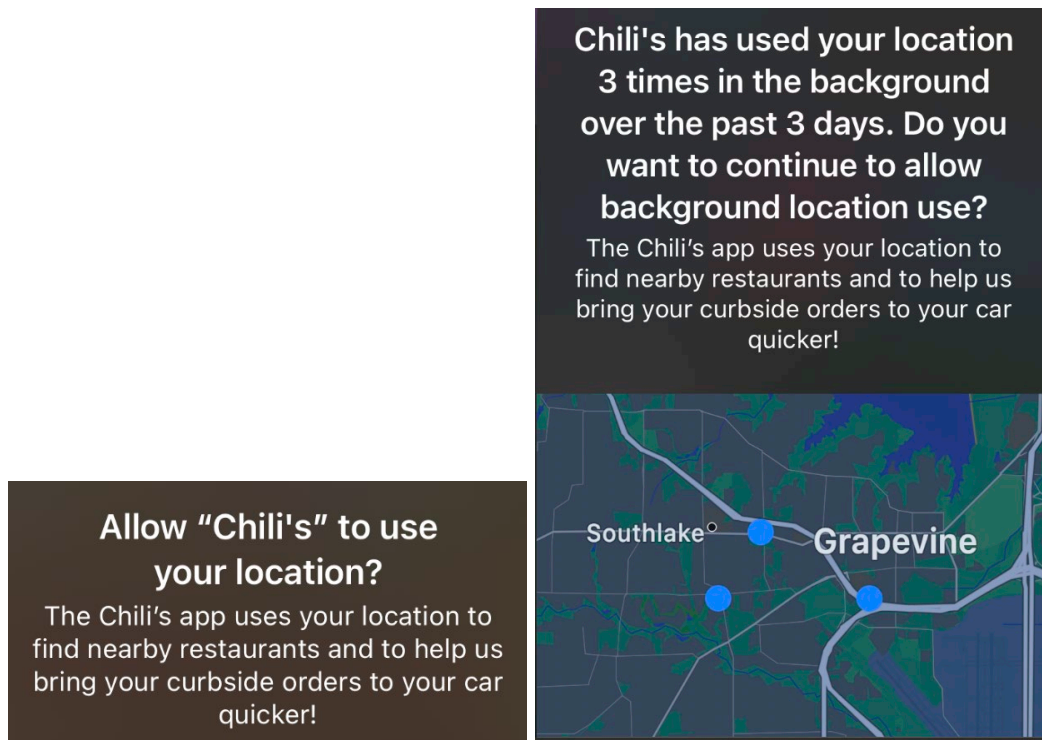 Allow “Chili's” to use
your location?
The Chili’s app uses your location to
find nearby restaurants and to help us
bring your curbside orders to your car
quicker!
Chili's has used your location
3 times in the background
over the past 3 days. Do you
want to continue to allow
background location use?
The Chili’s app uses your location to
find nearby restaurants and to help us
bring your curbside orders to your car
quicker!
Southlake
Grapevine